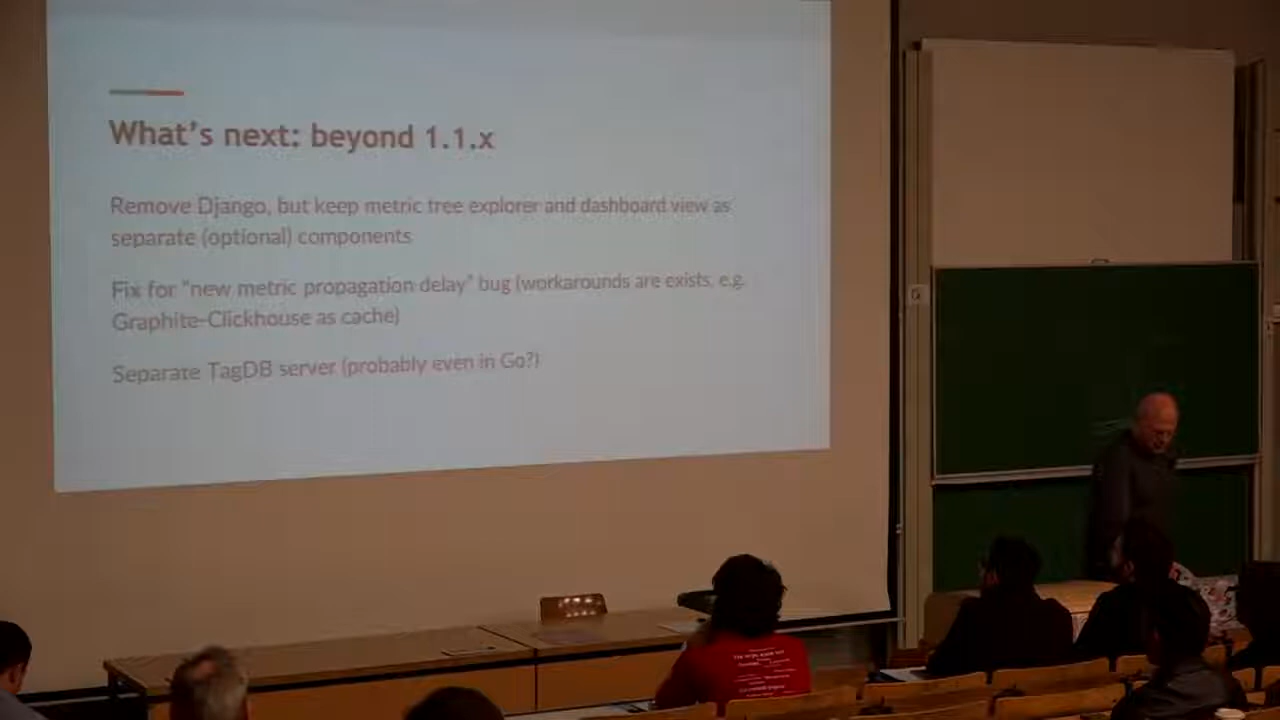 What's next: beyond 1.1.x
Remove Django, but keep metric tree explorer and dashboard view as
separate (optional) components
Fix for "new metric propagation delay" bug (workarounds are exists, e.g.
Graphite-Clickhouse as cache)
Separate TagDB server (probably even in Go?)